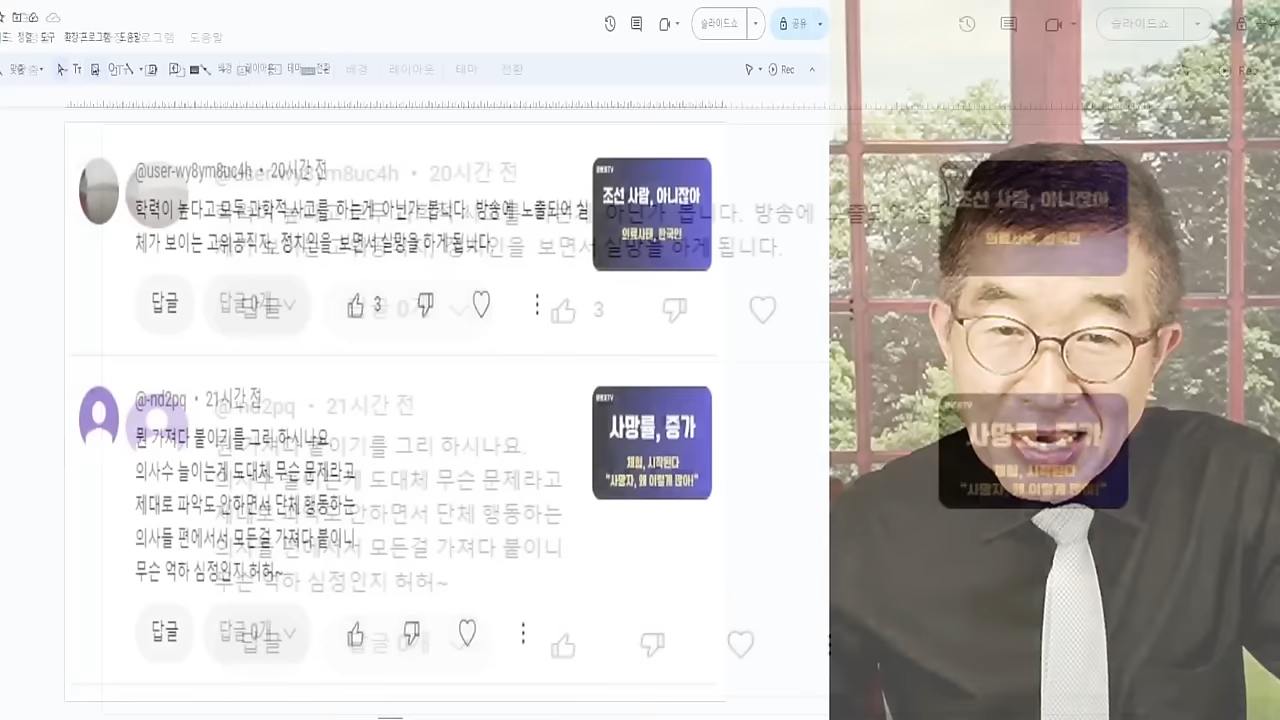 슬라이드쇼
공유
Rec
배경
레이아웃
테마
전환
@user-wy8ym8uc4h • 20시간 전
학력이 높다고 모두 과학적 사고를 하는게 아닌가 봅니다. 방송에 노출되어 실
체가 보이는 고위공직자, 정치인을 보면서 실망을 하게 됩니다.
답글
답글 0개
3
조선 사람, 아니잖아
의료사태, 한국인
@-nd2pq • 21시간 전
뭔 가져다 붙이기를 그리 하시나요.
의사수 늘이는게 도대체 무슨 문제라고
제대로 과악도 안하면서 단체 행동하는
의사들 편에서서 모든걸 가져다 붙이니
무슨 억하 심정인지 허허~
답글
답글 0개
사망률, 증가
체험, 시작된다
"사망자, 왜 이렇게 많아!"